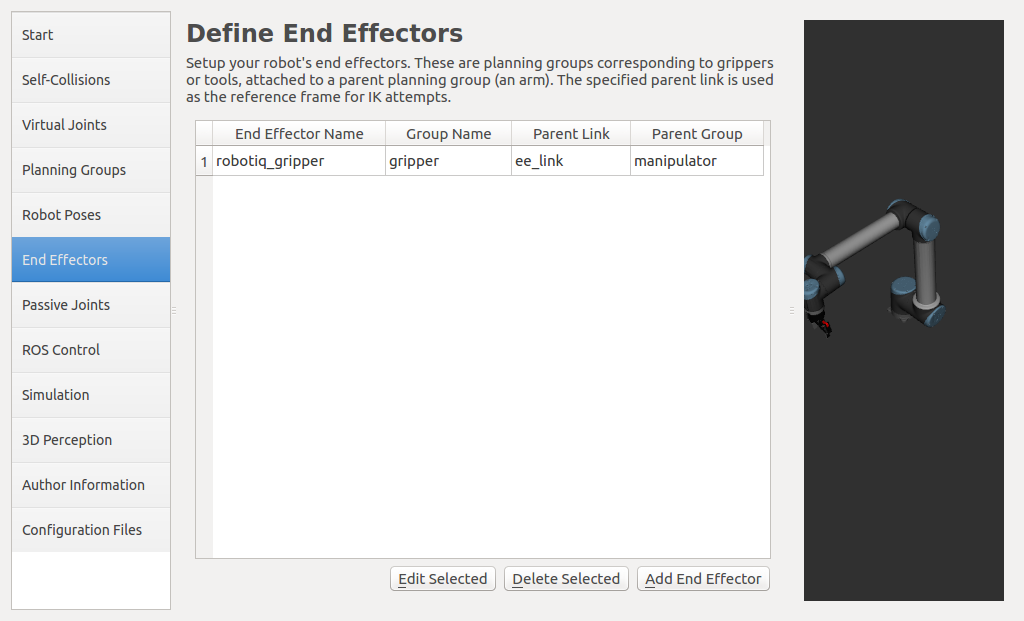 Start
Self-Collisions
Virtual Joints
Planning Groups
Robot Poses
End Effectors
Passive Joints
ROS Control
Simulation
3D Perception
Author Information
Configuration Files
Define End Effectors
Setup your robot's end effectors. These are planning groups corresponding to grippers
or tools, attached to a parent planning group (an arm). The specified parent link is used
as the reference frame for IK attempts.
End Effector Name Group Name Parent Link Parent Group
1 robotiq_gripper gripper ee_link manipulator
Edit Selected Delete Selected Add End Effector